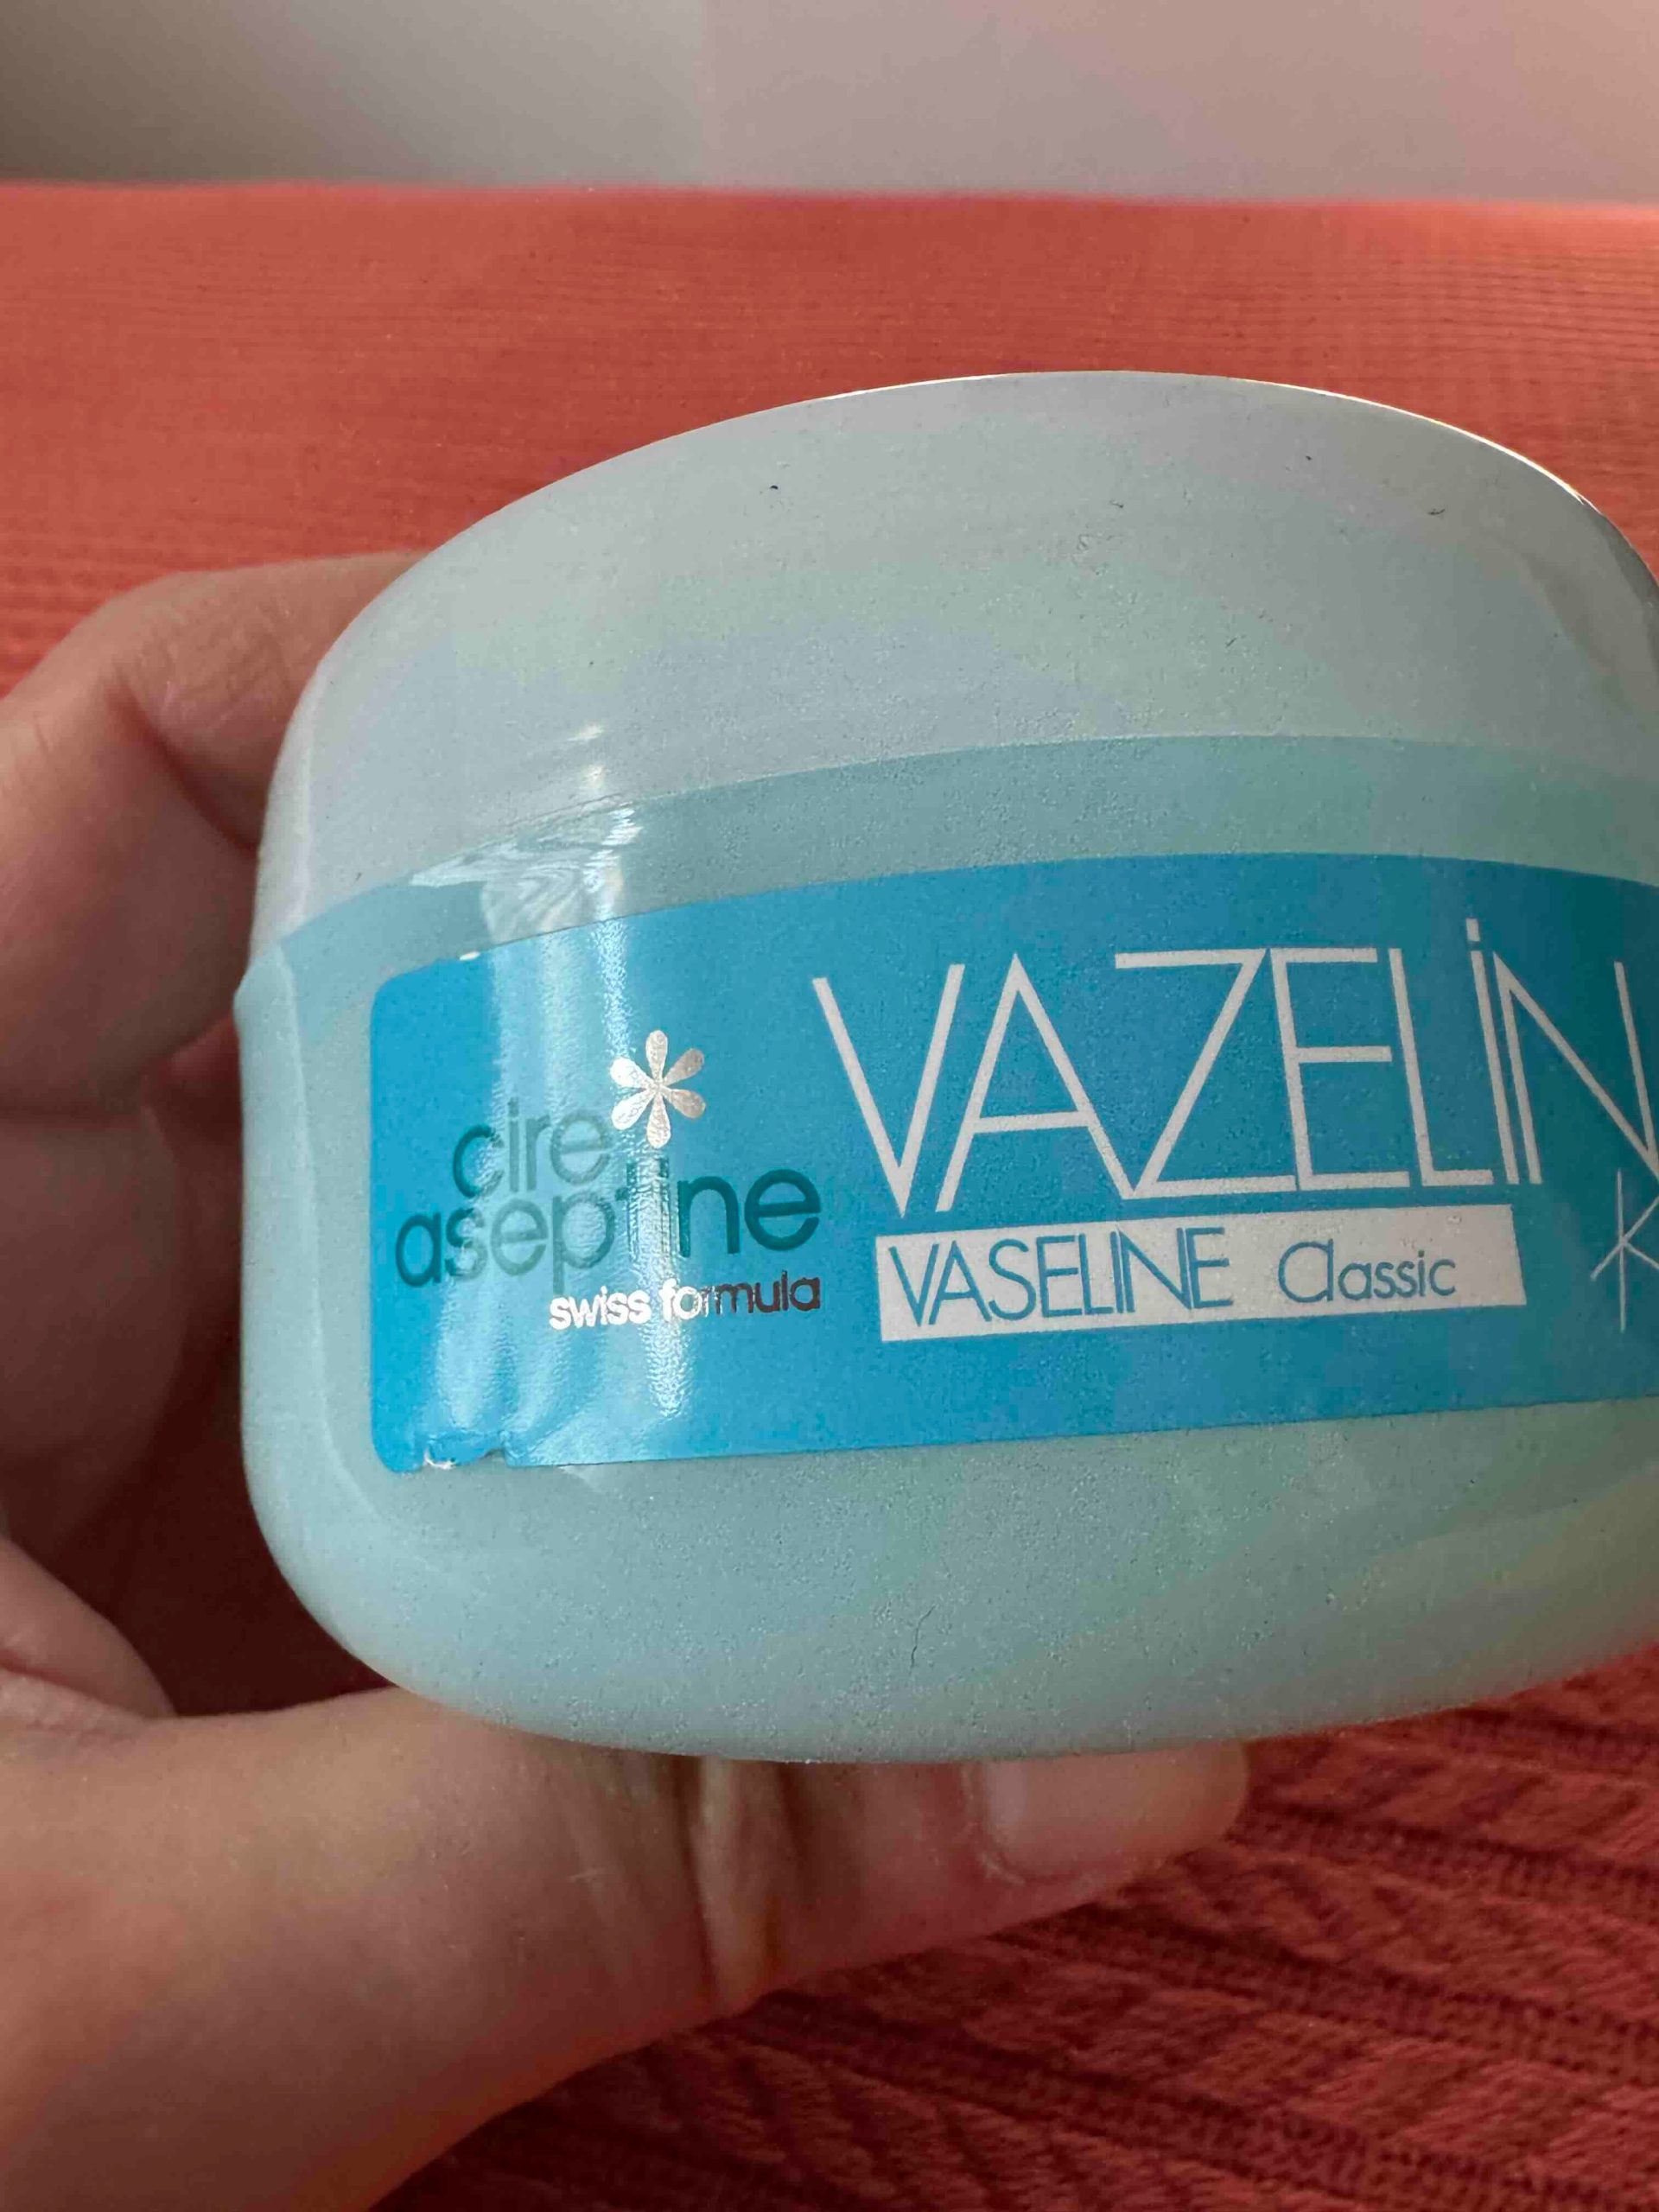 cire
aseptine
swiss formula
VAZELİN
VASELINE Classic